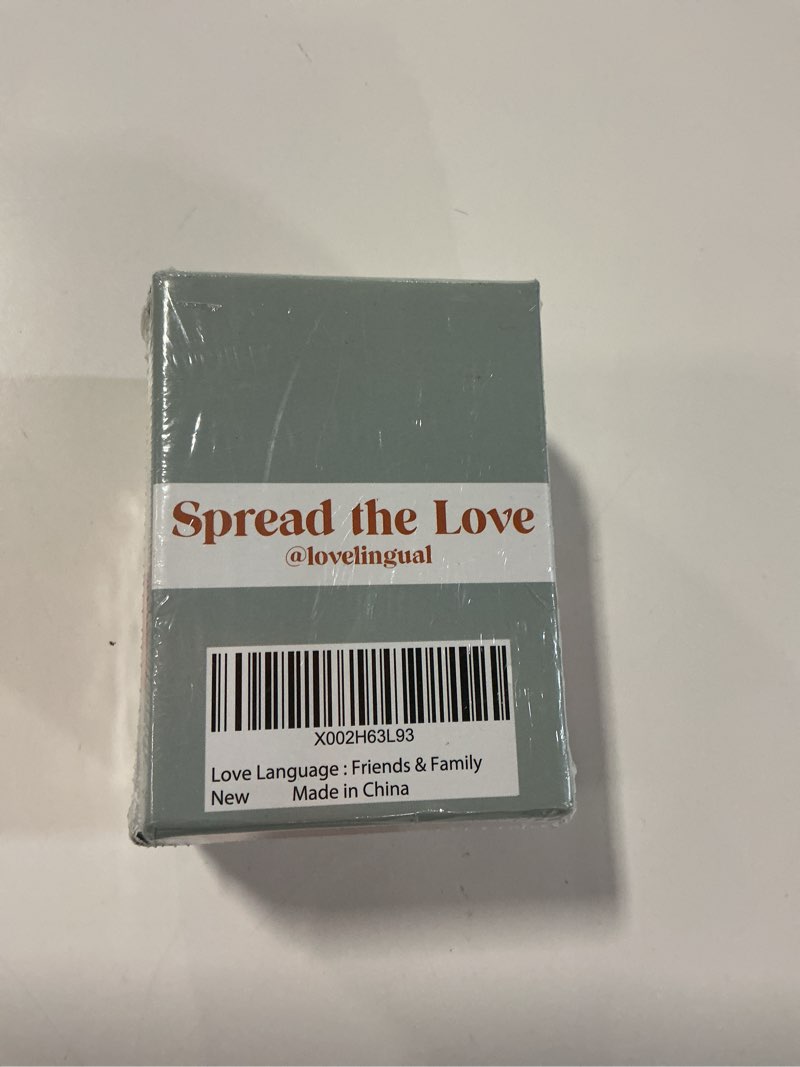 Spread the Love
@lovelingual
X002H63L93
Love Language : Friends & Family
New Made in China